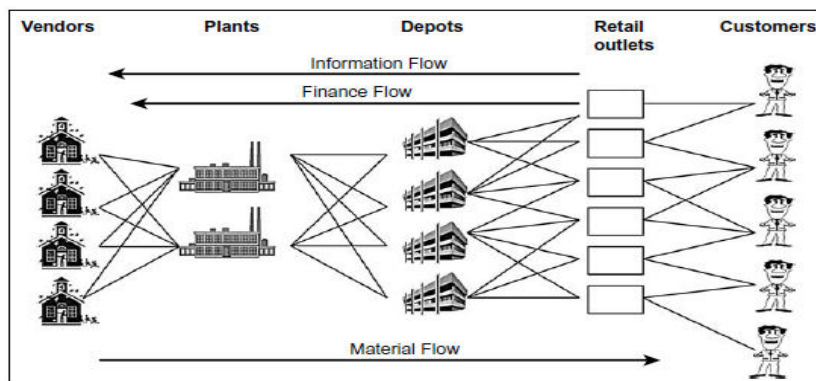 Vendors Plants Depots Retail outlets Customers
Information Flow
Finance Flow
Material Flow